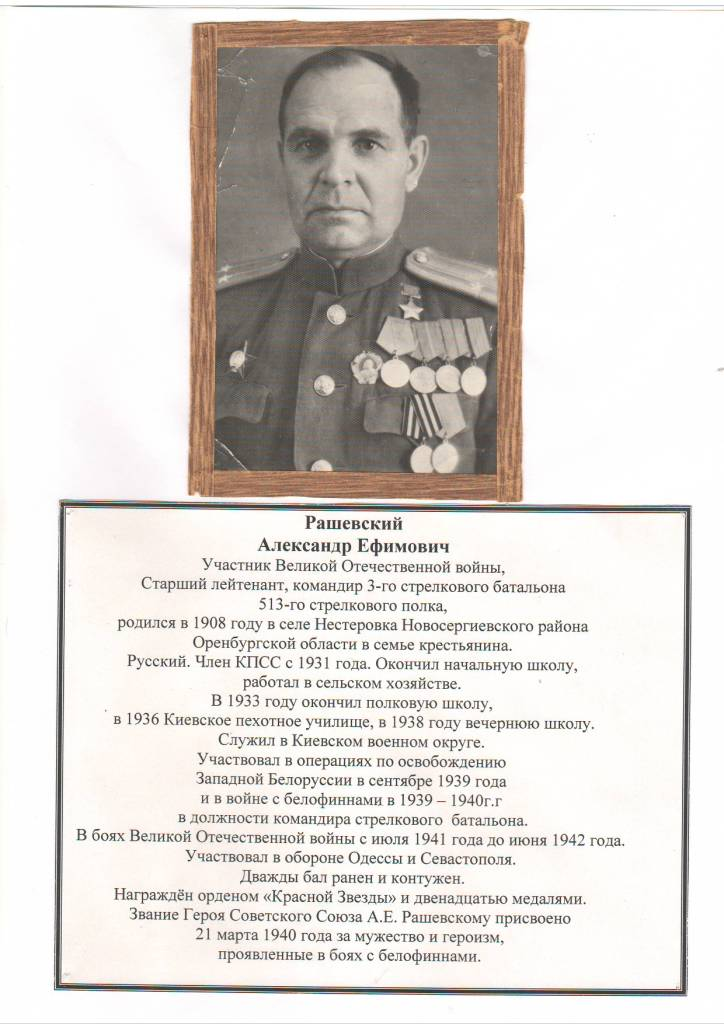 Рашевский
Александр Ефимович
Участник Великой Отечественной войны,
Старший лейтенант, командир 3-го стрелкового батальона
513-го стрелкового полка,
родился в 1908 году в селе Нестеровка Новосергиевского района
Оренбургской области в семье крестьянина.
Русский. Член КПСС с 1931 года. Окончил начальную школу,
работал в сельском хозяйстве.
В 1933 году окончил полковую школу,
в 1936 Киевское пехотное училище, в 1938 году вечернюю школу.
Служил в Киевском военном округе.
Участвовал в операциях по освобождению
Западной Белоруссии в сентябре 1939 года
и в войне с белофиннами в 1939 – 1940г.г
в должности командира стрелкового батальона.
В боях Великой Отечественной войны с июля 1941 года до июня 1942 года.
Участвовал в обороне Одессы и Севастополя.
Дважды бал ранен и контужен.
Награждён орденом «Красной Звезды» и двенадцатью медалями.
Звание Героя Советского Союза А.Е. Рашевскому присвоено
21 марта 1940 года за мужество и героизм,
проявленные в боях с белофиннами.